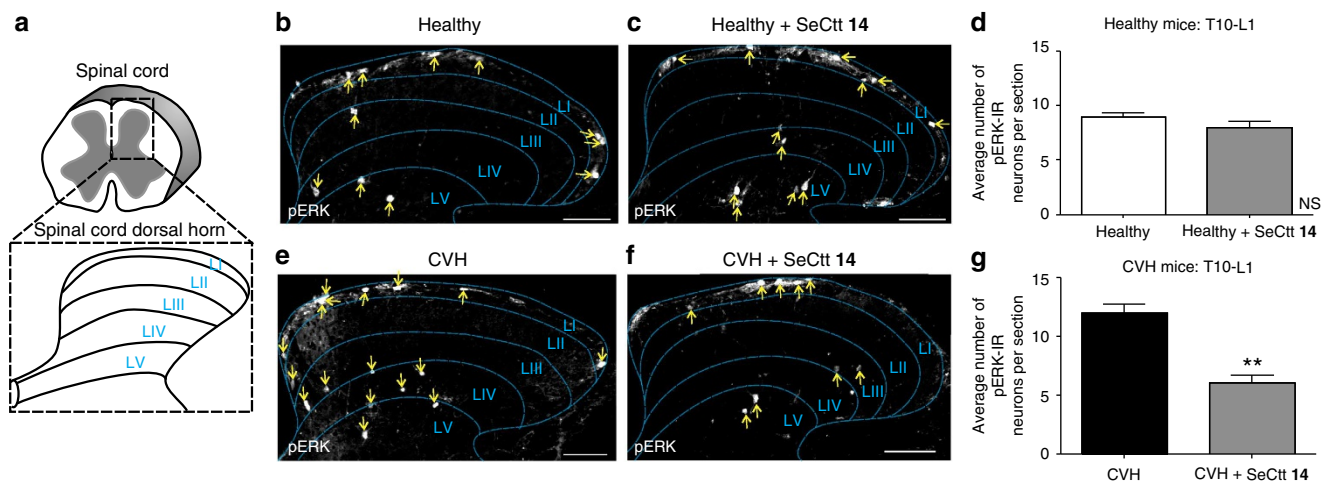 a
Spinal cord
Spinal cord dorsal horn
LI
LII
LIII
LIV
LV
b
Healthy
LI
LII
LIII
LIV
LV
pERK
c
Healthy + SeCtt 14
LI
LII
LIII
LIV
LV
pERK
d
Healthy mice: T10-L1
Average number of
pERK-IR
neurons per section
15
10
5
0
NS
Healthy
Healthy + SeCtt 14
e
CVH
LI
LII
LIII
LIV
LV
pERK
f
CVH + SeCtt 14
LI
LII
LIII
LIV
LV
pERK
g
CVH mice: T10-L1
Average number of
pERK-IR
neurons per section
15
10
5
0
**
CVH
CVH + SeCtt 14